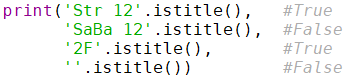 print('Str 12'.istitle(),   #True
      'SaBa 12'.istitle(),  #False
      '2F'.istitle(),       #True
      ''.istitle())         #False